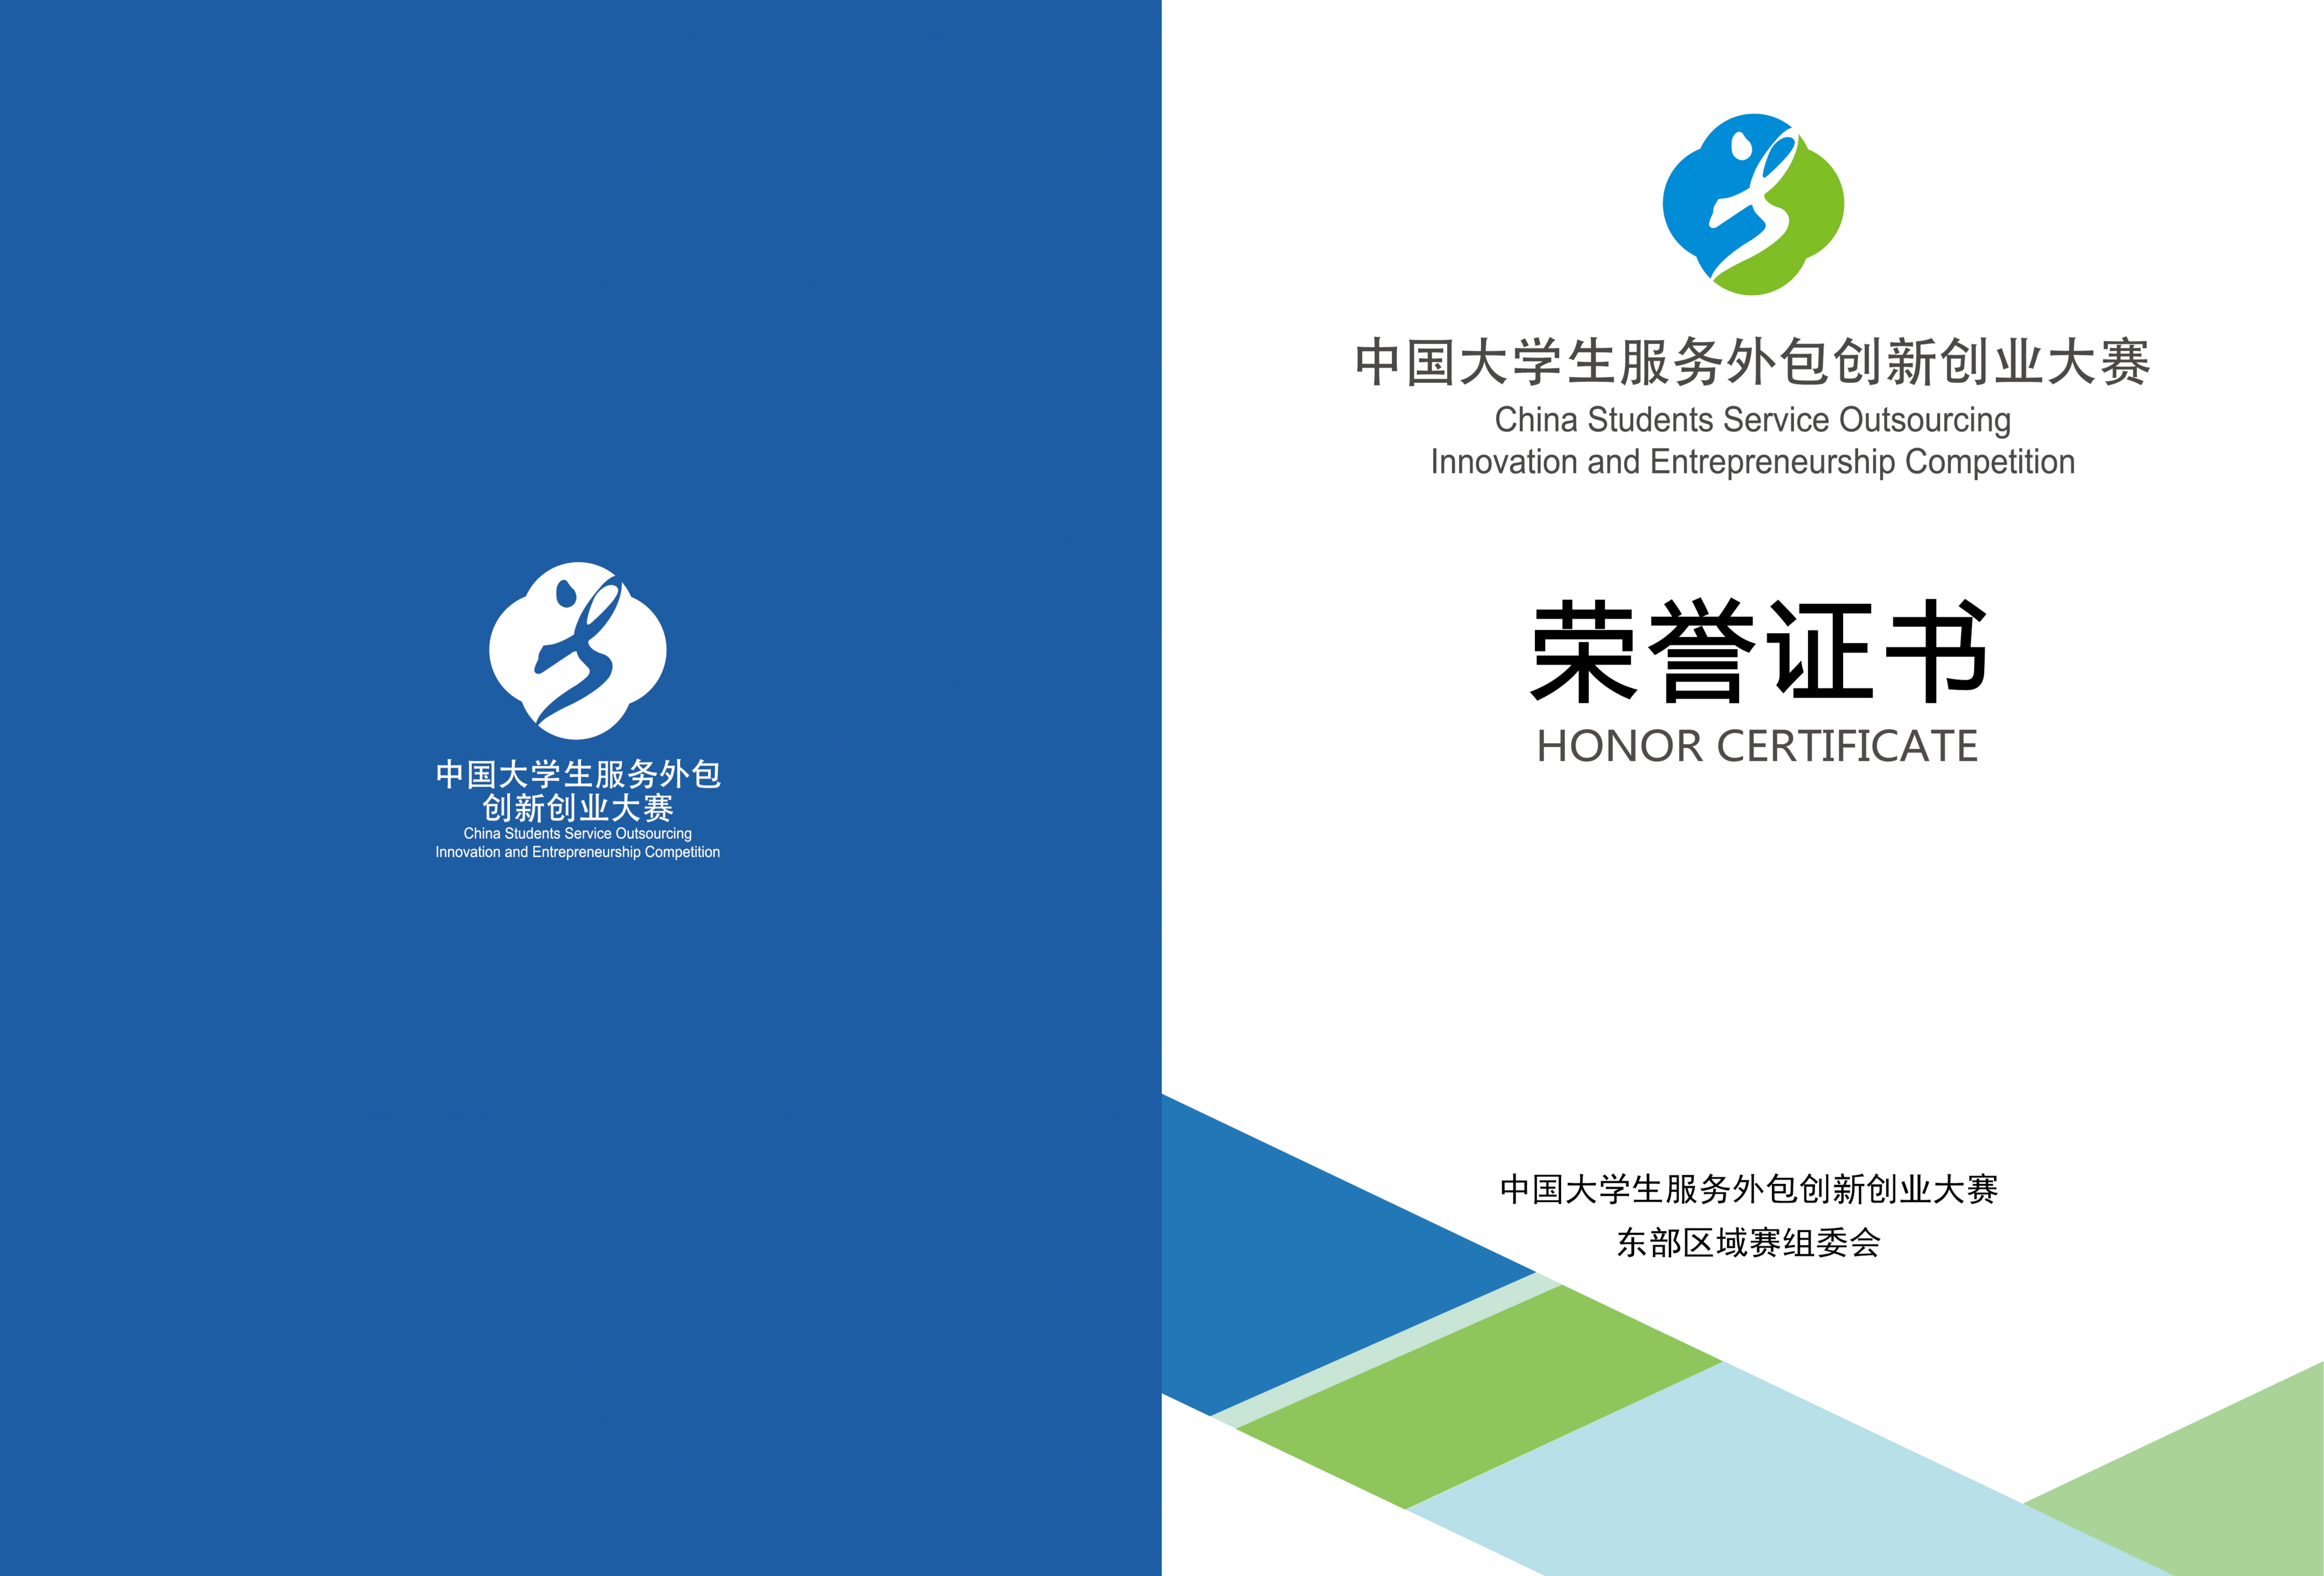 中国大学生服务外包
创新创业大赛
China Students Service Outsourcing
Innovation and Entrepreneurship Competition
中国大学生服务外包创新创业大赛
China Students Service Outsourcing
Innovation and Entrepreneurship Competition
荣誉证书
HONOR CERTIFICATE
中国大学生服务外包创新创业大赛
东部区域赛组委会